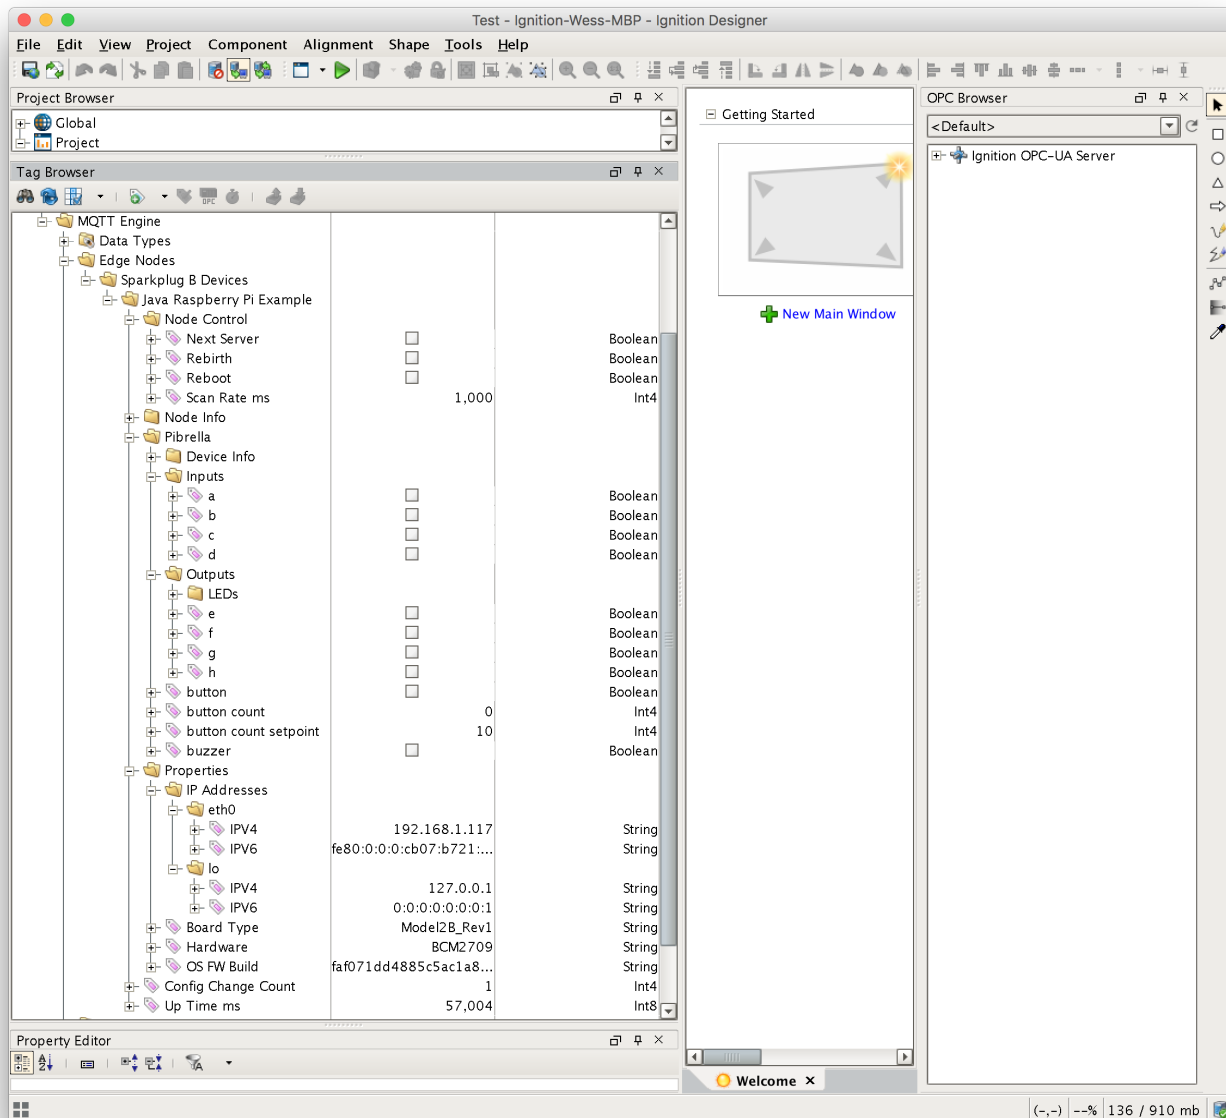 Test - Ignition-Wess-MBP - Ignition Designer
File Edit View Project Component Alignment Shape Tools Help
Project Browser
Global
Project
Tag Browser
OPC
MQTT Engine
Data Types
Edge Nodes
Sparkplug B Devices
Java Raspberry Pi Example
Node Control
Next Server Boolean
Rebirth Boolean
Reboot Boolean
Scan Rate ms 1,000 Int4
Node Info
Pibrella
Device Info
Inputs
a Boolean
b Boolean
c Boolean
d Boolean
Outputs
LEDs
e Boolean
f Boolean
g Boolean
h Boolean
button Boolean
button count 0 Int4
button count setpoint 10 Int4
buzzer Boolean
Properties
IP Addresses
eth0
IPV4 192.168.1.117 String
IPV6 fe80:0:0:0:cb07:b721:... String
lo
IPV4 127.0.0.1 String
IPV6 0:0:0:0:0:0:0:1 String
Board Type Model2B_Rev1 String
Hardware BCM2709 String
OS FW Build faf071dd4885c5ac1a8... String
Config Change Count 1 Int4
Up Time ms 57,004 Int8
Property Editor
Getting Started
New Main Window
Welcome
OPC Browser
<Default>
Ignition OPC-UA Server
(-,-) --% 136 / 910 mb